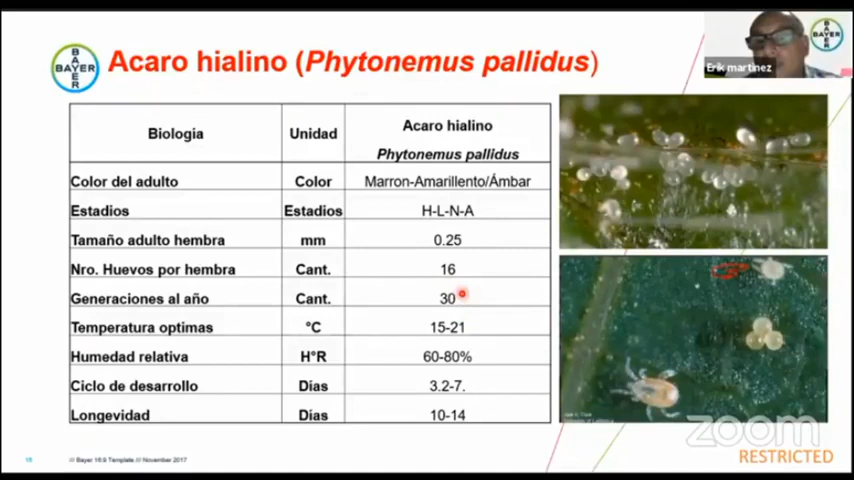 BAYER
Acaro hialino (Phytonemus pallidus)
BAYER
Erik martinez
Biologia Unidad Acaro hialino
Phytonemus pallidus
Color del adulto Color Marron-Amarillento/Ámbar
Estadios Estadios H-L-N-A
Tamaño adulto hembra mm 0.25
Nro. Huevos por hembra Cant. 16
Generaciones al año Cant. 30
Temperatura optimas °C 15-21
Humedad relativa H°R 60-80%
Ciclo de desarrollo Días 3.2-7.
Longevidad Días 10-14
zoom
RESTRICTED
/// Bayer 16:9 Template /// November 2017